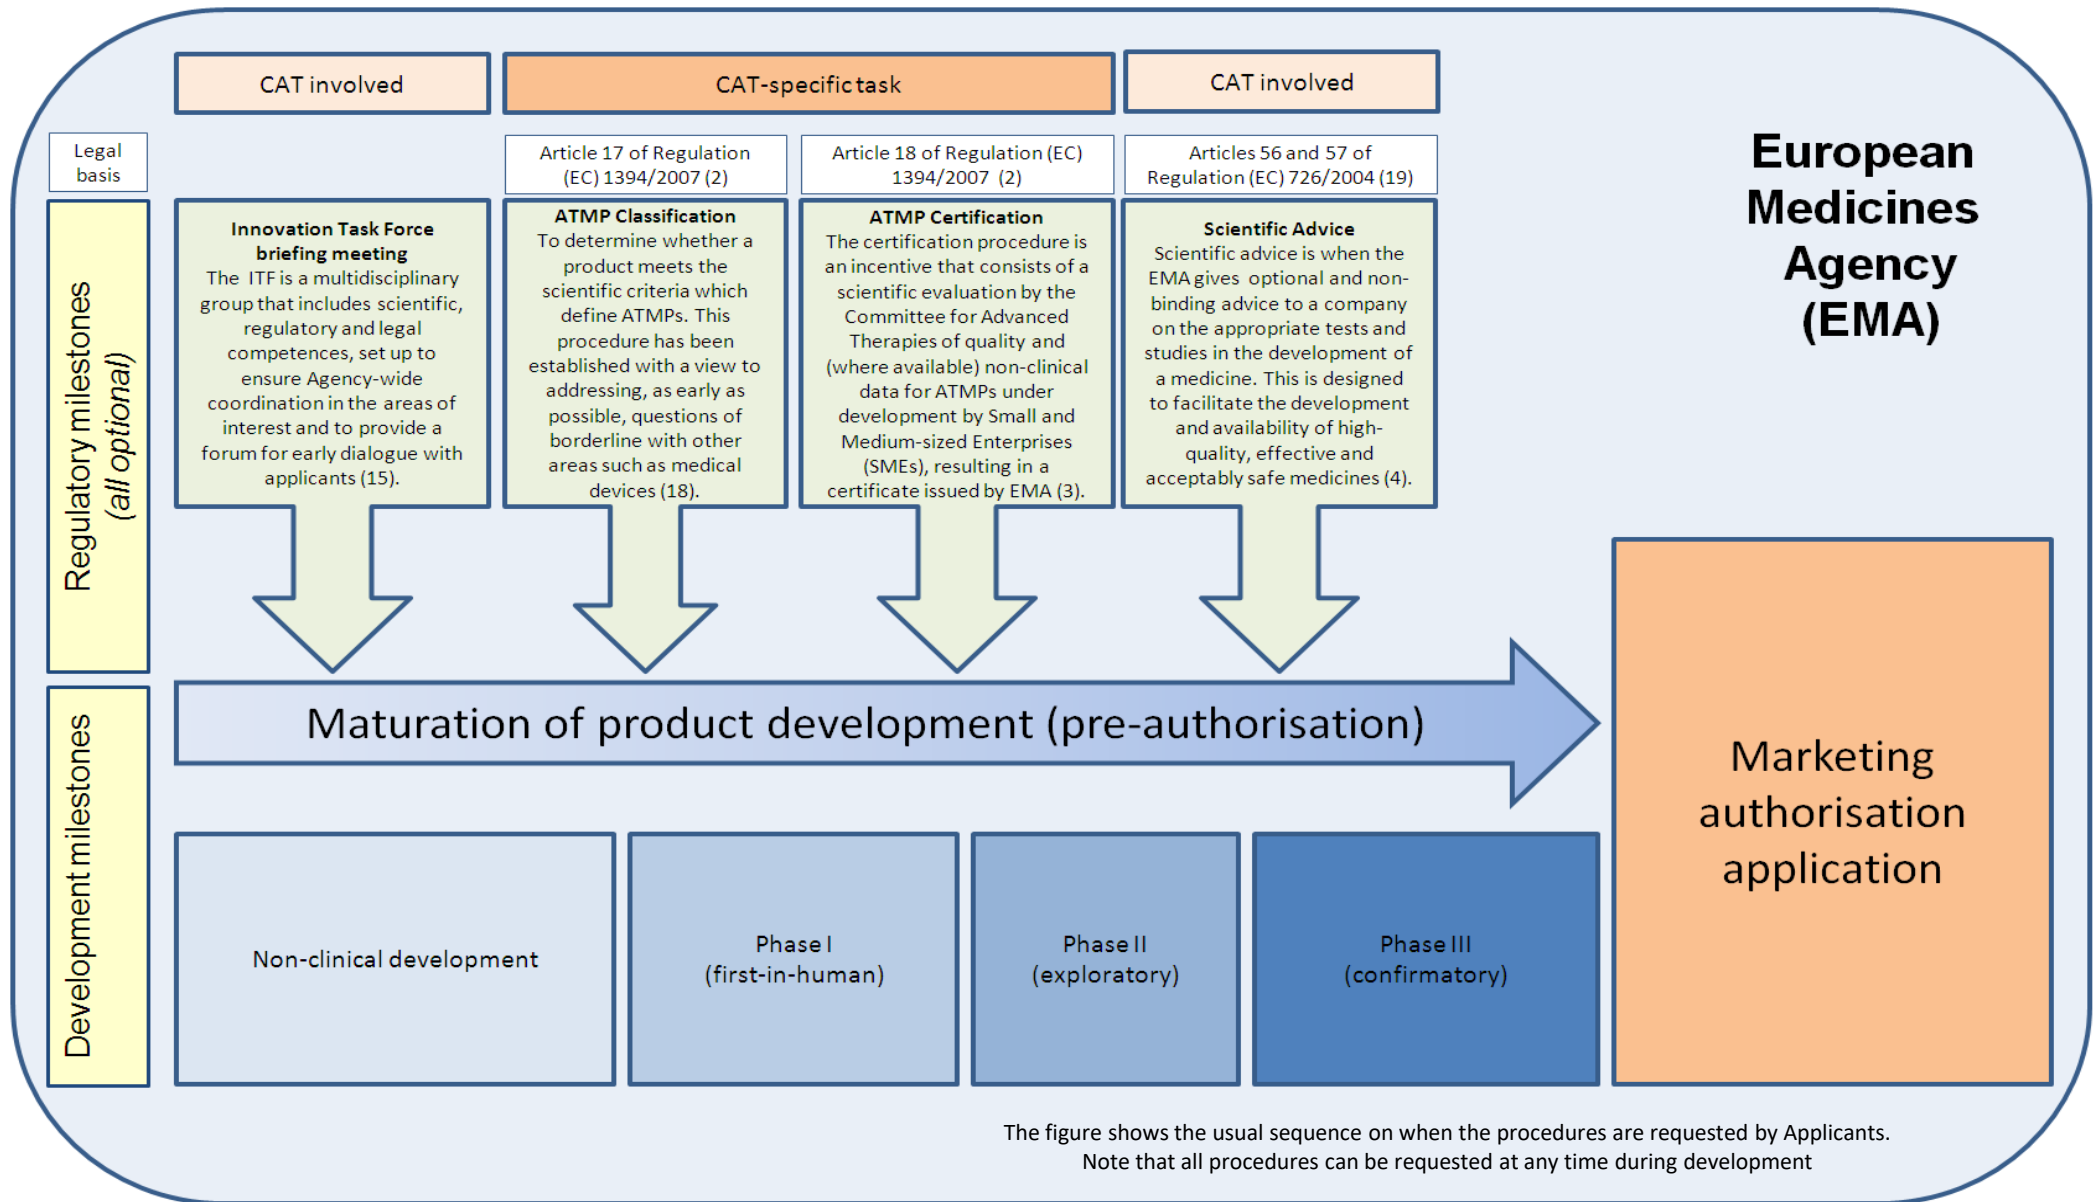 CAT involved
CAT-specific task
CAT involved
European
Medicines
Agency
(EMA)
Legal
basis
Article 17 of Regulation
(EC) 1394/2007 (2)
Article 18 of Regulation (EC)
1394/2007 (2)
Articles 56 and 57 of
Regulation (EC) 726/2004 (19)
Regulatory milestones
(all optional)
Innovation Task Force
briefing meeting
The ITF is a multidisciplinary
group that includes scientific,
regulatory and legal
competences, set up to
ensure Agency-wide
coordination in the areas of
interest and to provide a
forum for early dialogue with
applicants (15).
ATMP Classification
To determine whether a
product meets the
scientific criteria which
define ATMPs. This
procedure has been
established with a view to
addressing, as early as
possible, questions of
borderline with other
areas such as medical
devices (18).
ATMP Certification
The certification procedure is
an incentive that consists of a
scientific evaluation by the
Committee for Advanced
Therapies of quality and
(where available) non-clinical
data for ATMPs under
development by Small and
Medium-sized Enterprises
(SMEs), resulting in a
certificate issued by EMA (3).
Scientific Advice
Scientific advice is when the
EMA gives optional and non-
binding advice to a company
on the appropriate tests and
studies in the development of
a medicine. This is designed
to facilitate the development
and availability of high-
quality, effective and
acceptably safe medicines (4).
Maturation of product development (pre-authorisation)
Marketing
authorisation
application
Development milestones
Non-clinical development
Phase I
(first-in-human)
Phase II
(exploratory)
Phase III
(confirmatory)
The figure shows the usual sequence on when the procedures are requested by Applicants.
Note that all procedures can be requested at any time during development